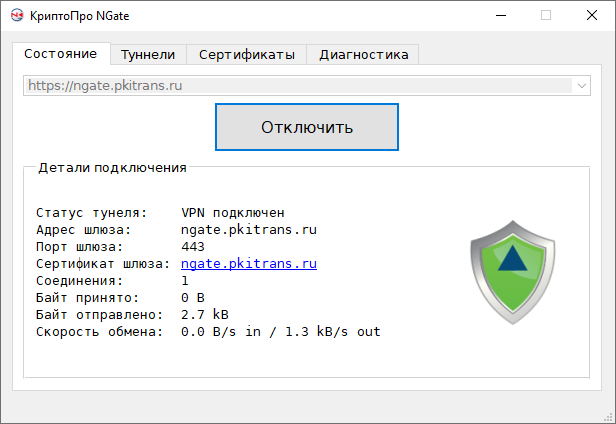 КриптоПро NGate
Состояние Туннели Сертификаты Диагностика
https://ngate.pkitrans.ru
Отключить
Детали подключения
Статус тунеля: VPN подключен
Адрес шлюза: ngate.pkitrans.ru
Порт шлюза: 443
Сертификат шлюза: ngate.pkitrans.ru
Соединения: 1
Байт принято: 0 B
Байт отправлено: 2.7 kB
Скорость обмена: 0.0 B/s in / 1.3 kB/s out